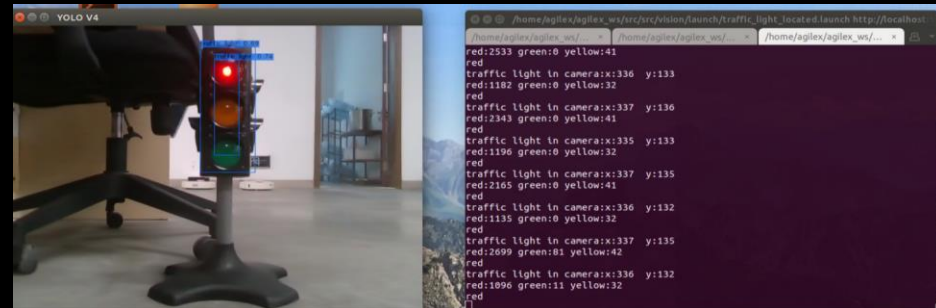 YOLO V4
/home/agilex/agilex_ws/src/src/vision/launch/traffic_light_located.launch http://localhost
/home/agilex/agilex_ws/... × /home/agilex/agilex_ws/... × /home/agilex/agilex_ws/... ×
red:2533 green:0 yellow:41
red
traffic light in camera:x:336 y:133
red:1182 green:0 yellow:32
red
traffic light in camera:x:337 y:136
red:2343 green:0 yellow:41
red
traffic light in camera:x:335 y:133
red:1196 green:0 yellow:32
red
traffic light in camera:x:337 y:135
red:2165 green:0 yellow:41
red
traffic light in camera:x:336 y:132
red:1135 green:0 yellow:32
red
traffic light in camera:x:337 y:135
red:2699 green:81 yellow:42
red
traffic light in camera:x:336 y:132
red:1096 green:11 yellow:32
red